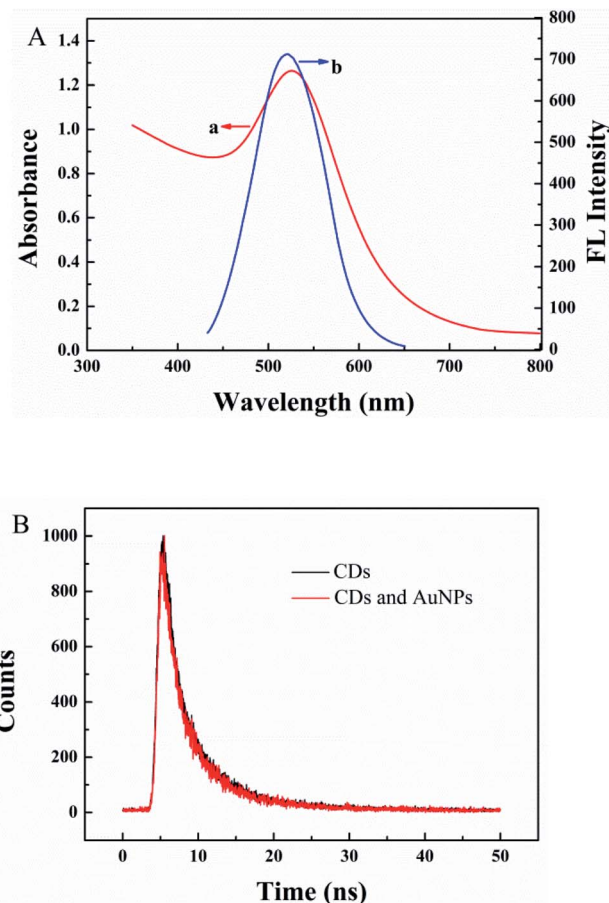 A
1.4
1.2
1.0
0.8
0.6
0.4
0.2
0.0
Absorbance
a
b
800
700
600
500
400
300
200
100
0
FL Intensity
300 400 500 600 700 800
Wavelength (nm)
B
1000
800
600
400
200
0
Counts
CDs
CDs and AuNPs
0 10 20 30 40 50
Time (ns)